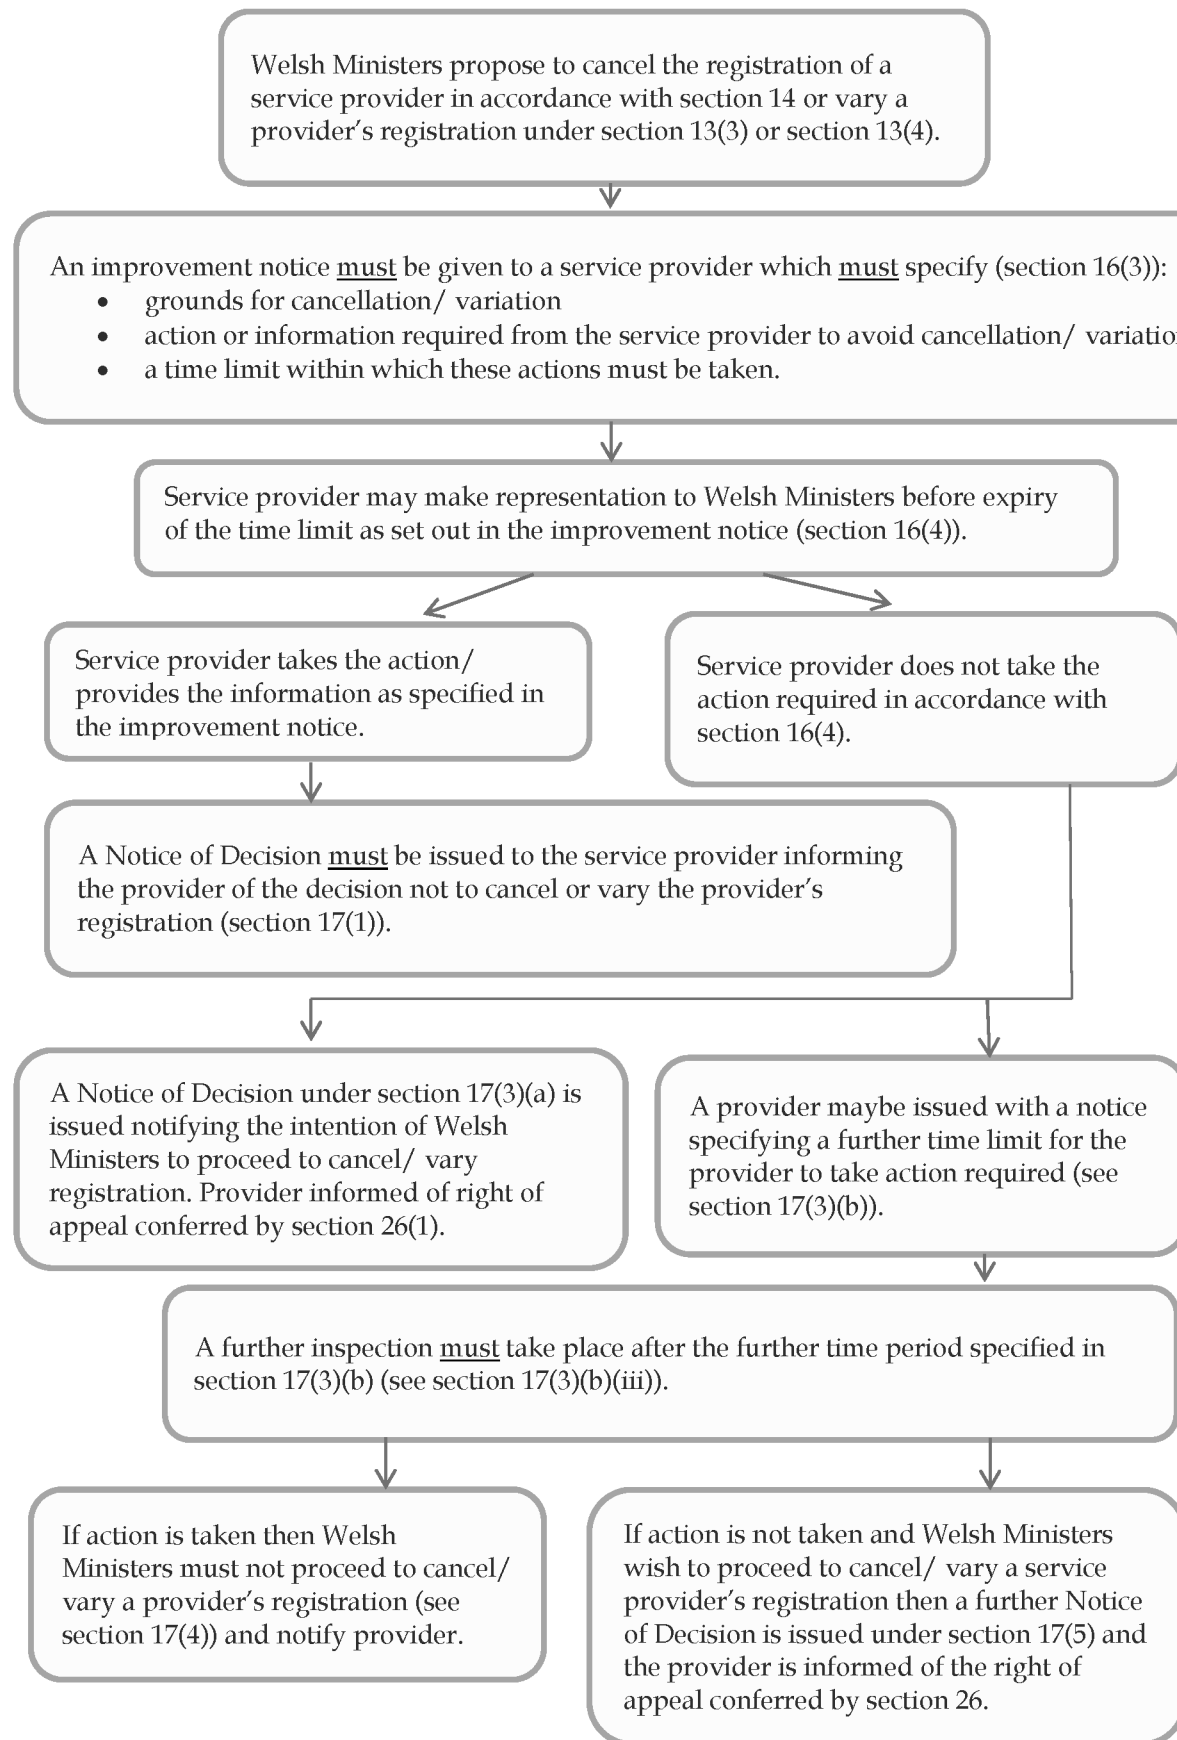 Welsh Ministers propose to cancel the registration of a
service provider in accordance with section 14 or vary a
provider’s registration under section 13(3) or section 13(4).
An improvement notice must be given to a service provider which must specify (section 16(3)):
• grounds for cancellation/ variation
• action or information required from the service provider to avoid cancellation/ variation
• a time limit within which these actions must be taken.
Service provider may make representation to Welsh Ministers before expiry
of the time limit as set out in the improvement notice (section 16(4)).
Service provider takes the action/
provides the information as specified in
the improvement notice.
Service provider does not take the
action required in accordance with
section 16(4).
A Notice of Decision must be issued to the service provider informing
the provider of the decision not to cancel or vary the provider’s
registration (section 17(1)).
A Notice of Decision under section 17(3)(a) is
issued notifying the intention of Welsh
Ministers to proceed to cancel/ vary
registration. Provider informed of right of
appeal conferred by section 26(1).
A provider maybe issued with a notice
specifying a further time limit for the
provider to take action required (see
section 17(3)(b)).
A further inspection must take place after the further time period specified in
section 17(3)(b) (see section 17(3)(b)(iii)).
If action is taken then Welsh
Ministers must not proceed to cancel/
vary a provider’s registration (see
section 17(4)) and notify provider.
If action is not taken and Welsh Ministers
wish to proceed to cancel/ vary a service
provider’s registration then a further Notice
of Decision is issued under section 17(5) and
the provider is informed of the right of
appeal conferred by section 26.